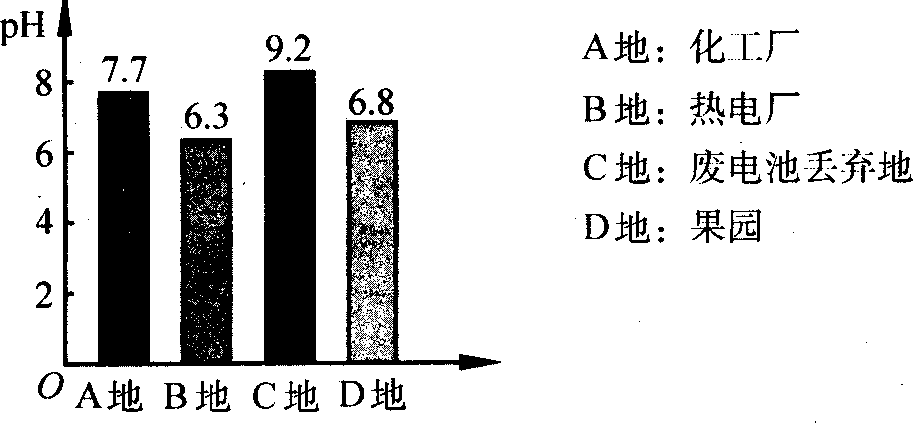 pH
9.2
7.7
6.8
6.3
8
6
4
2
O
A地 B地 C地 D地
A地：化工厂
B地：热电厂
C地：废电池丢弃地
D地：果园